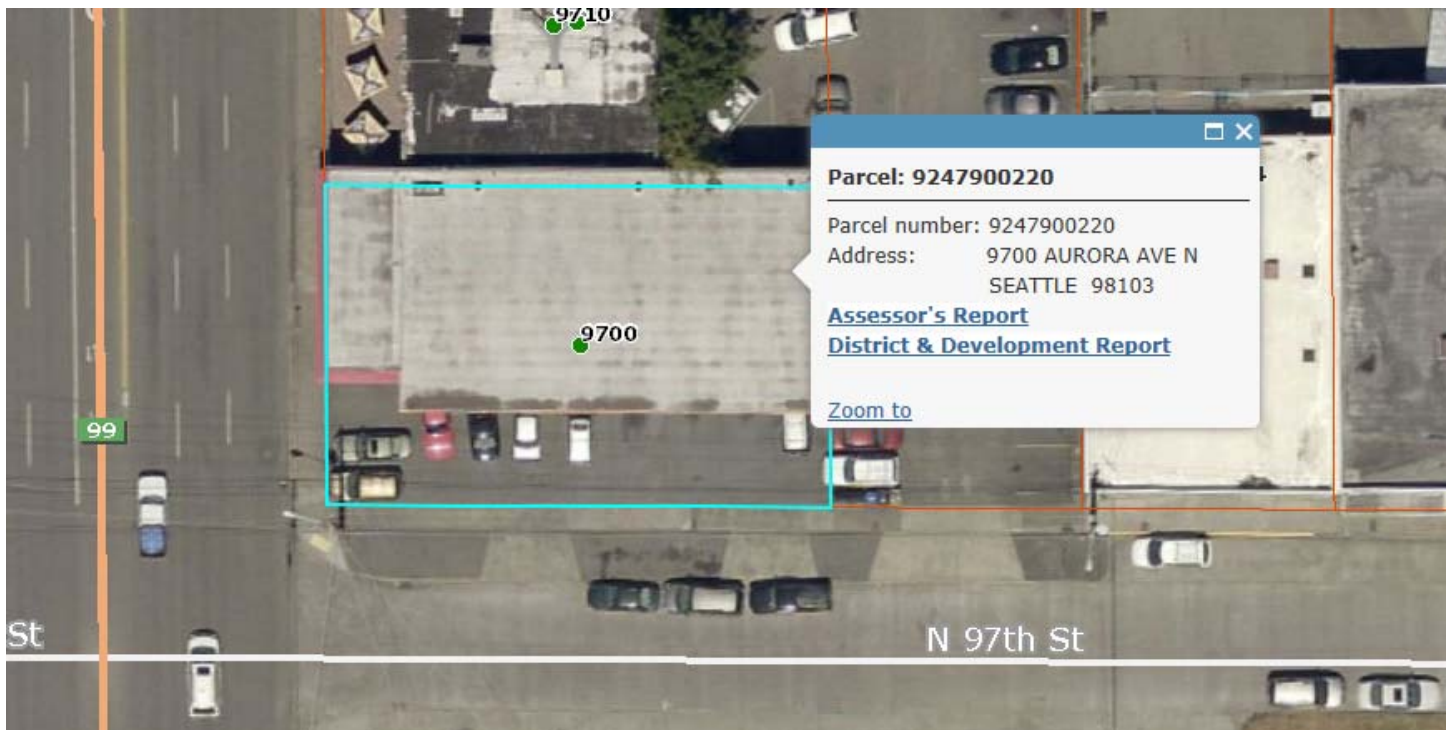 9710
Parcel: 9247900220
Parcel number: 9247900220
Address: 9700 AURORA AVE N
SEATTLE 98103
Assessor's Report
District & Development Report
Zoom to
9700
99
St
N 97th St